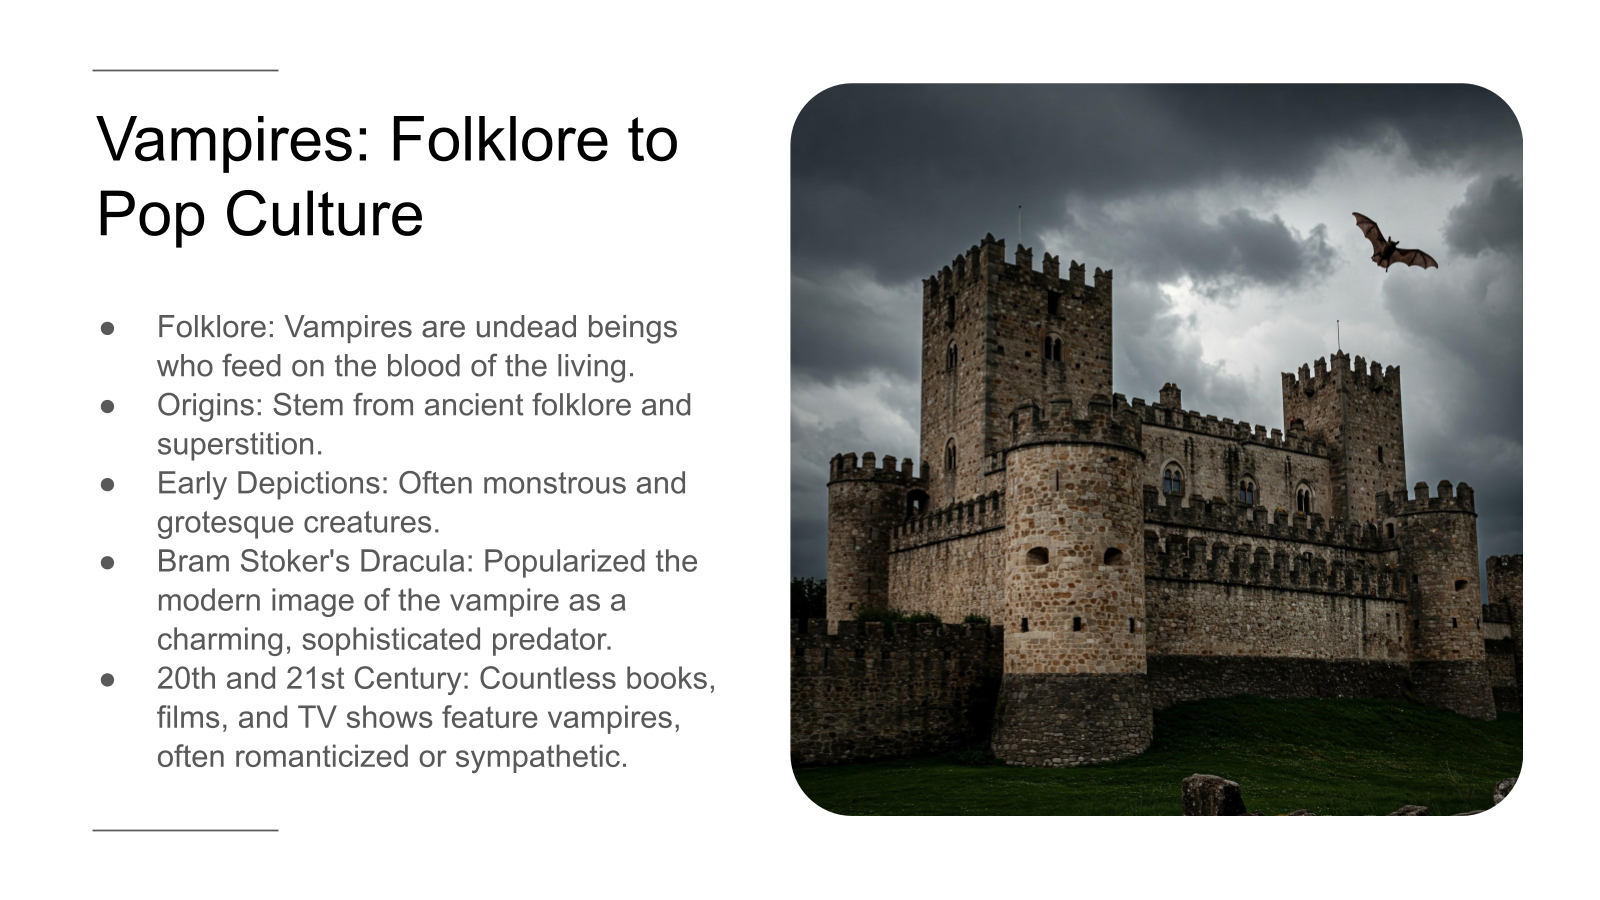 Vampires: Folklore to
Pop Culture
● Folklore: Vampires are undead beings
who feed on the blood of the living.
● Origins: Stem from ancient folklore and
superstition.
● Early Depictions: Often monstrous and
grotesque creatures.
● Bram Stoker's Dracula: Popularized the
modern image of the vampire as a
charming, sophisticated predator.
● 20th and 21st Century: Countless books,
films, and TV shows feature vampires,
often romanticized or sympathetic.